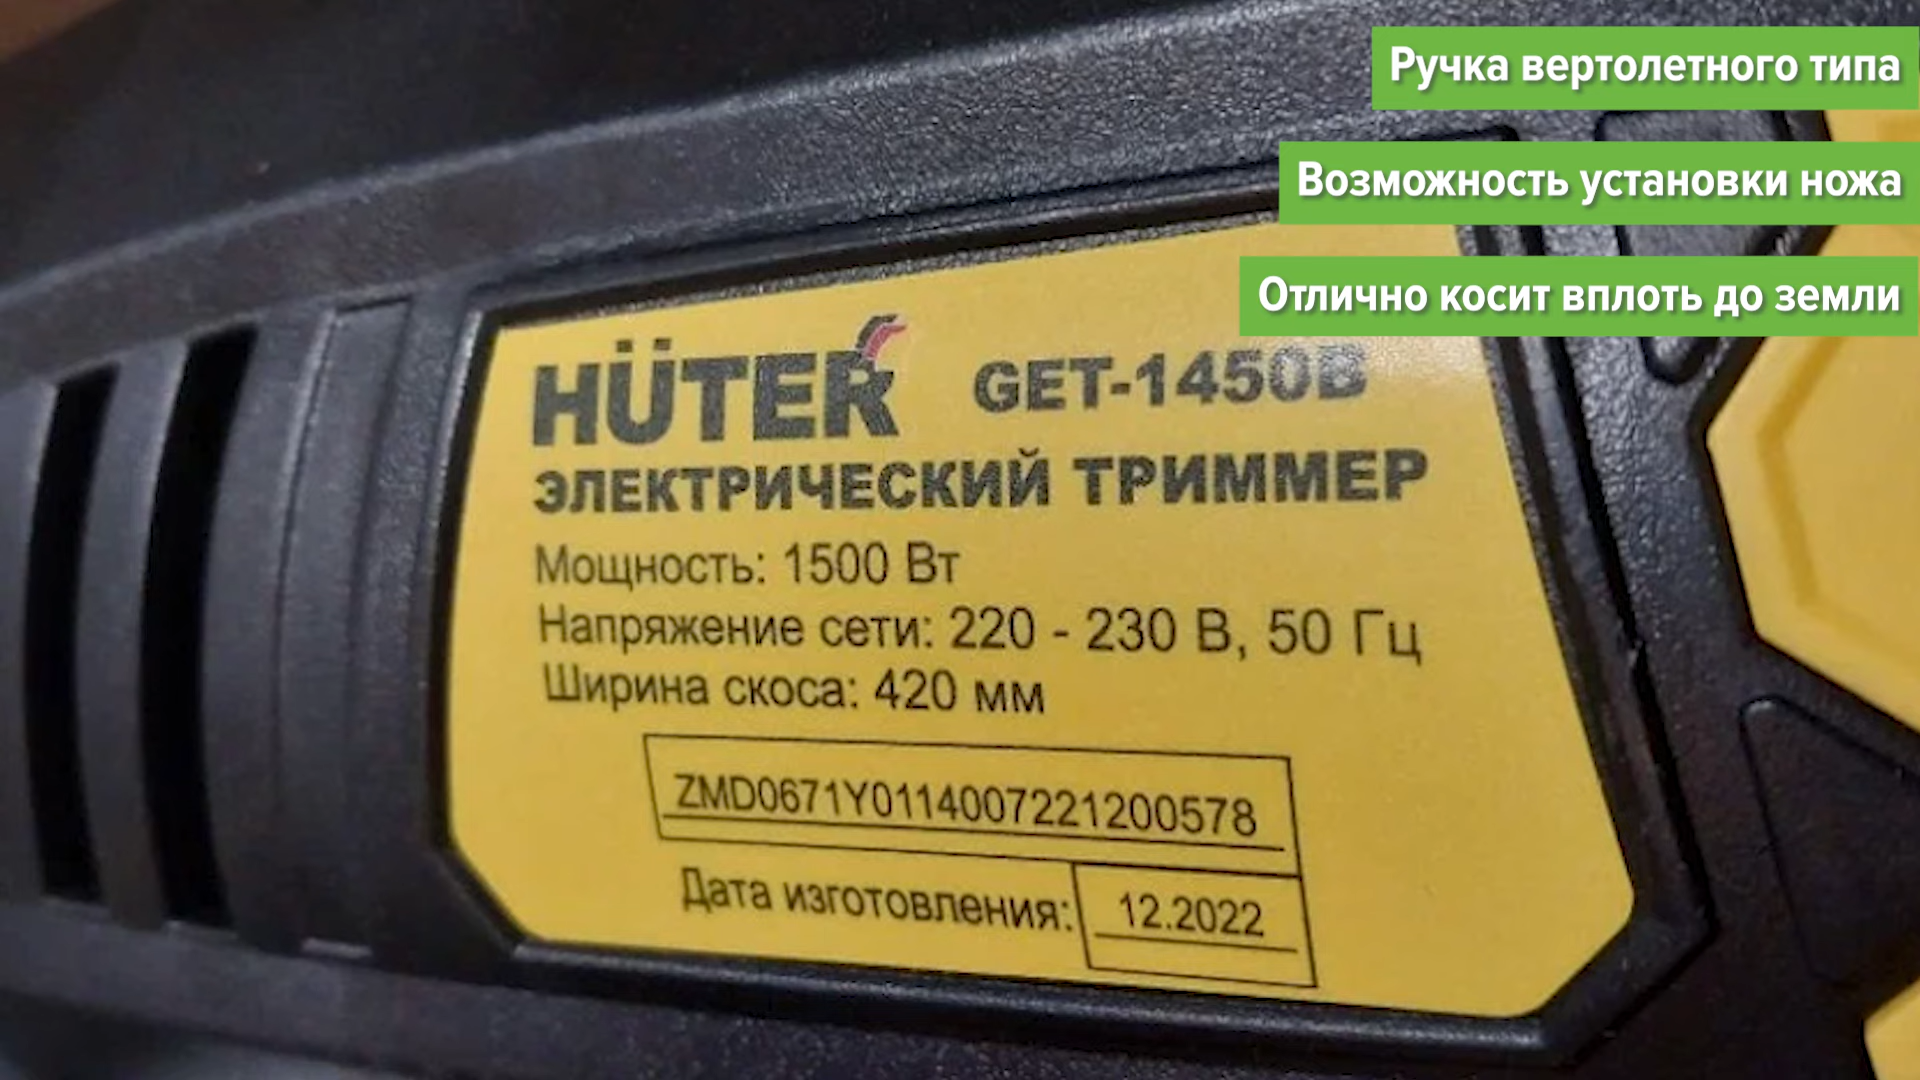 Ручка вертолетного типа
Возможность установки ножа
Отлично косит вплоть до земли
HÜTER GET-1450B
ЭЛЕКТРИЧЕСКИЙ ТРИММЕР
Мощность: 1500 Вт
Напряжение сети: 220 - 230 В, 50 Гц
Ширина скоса: 420 мм
ZMD0671Y0114007221200578
Дата изготовления: 12.2022